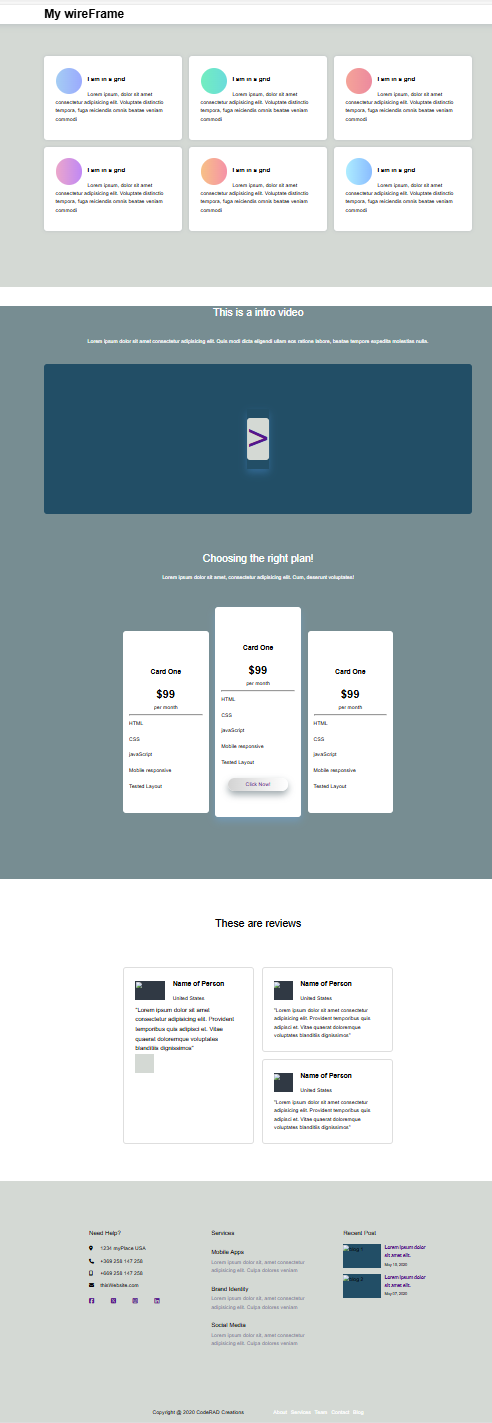 My wireFrame
I am in a grid
Lorem ipsum, dolor sit amet
consectetur adipisicing elit. Voluptate distinctio
tempora, fuga reiciendis omnis beatae veniam
commodi
I am in a grid
Lorem ipsum, dolor sit amet
consectetur adipisicing elit. Voluptate distinctio
tempora, fuga reiciendis omnis beatae veniam
commodi
I am in a grid
Lorem ipsum, dolor sit amet
consectetur adipisicing elit. Voluptate distinctio
tempora, fuga reiciendis omnis beatae veniam
commodi
I am in a grid
Lorem ipsum, dolor sit amet
consectetur adipisicing elit. Voluptate distinctio
tempora, fuga reiciendis omnis beatae veniam
commodi
I am in a grid
Lorem ipsum, dolor sit amet
consectetur adipisicing elit. Voluptate distinctio
tempora, fuga reiciendis omnis beatae veniam
commodi
I am in a grid
Lorem ipsum, dolor sit amet
consectetur adipisicing elit. Voluptate distinctio
tempora, fuga reiciendis omnis beatae veniam
commodi
This is a intro video
Lorem ipsum dolor sit amet consectetur adipisicing elit. Quis modi dicta eligendi ullam eos ratione labore, beatae tempore expedita molestias nulla.
>
Choosing the right plan!
Lorem ipsum dolor sit amet, consectetur adipisicing elit. Cum, deserunt voluptates!
Card One
$99
per month
HTML
CSS
javaScript
Mobile responsive
Tested Layout
Card One
$99
per month
HTML
CSS
javaScript
Mobile responsive
Tested Layout
Click Now!
Card One
$99
per month
HTML
CSS
javaScript
Mobile responsive
Tested Layout
These are reviews
Name of Person
United States
"Lorem ipsum dolor sit amet
consectetur adipisicing elit. Provident
temporibus quis adipisci et. Vitae
quaerat doloremque voluptates
blanditiis dignissimos"
Name of Person
United States
"Lorem ipsum dolor sit amet consectetur
adipisicing elit. Provident temporibus quis
adipisci et. Vitae quaerat doloremque
voluptates blanditiis dignissimos"
Name of Person
United States
"Lorem ipsum dolor sit amet consectetur
adipisicing elit. Provident temporibus quis
adipisci et. Vitae quaerat doloremque
voluptates blanditiis dignissimos"
Need Help?
1234 myPlace USA
+369 258 147 258
+669 258 147 258
thisWebsite.com
Services
Mobile Apps
Lorem ipsum dolor sit, amet consectetur
adipisicing elit. Culpa dolores veniam
Brand Identity
Lorem ipsum dolor sit, amet consectetur
adipisicing elit. Culpa dolores veniam
Social Media
Lorem ipsum dolor sit, amet consectetur
adipisicing elit. Culpa dolores veniam
Recent Post
blog 1
Lorem ipsum dolor
sit amet elit.
blog 2
Lorem ipsum dolor
sit amet elit.
Copyright @ 2020 CodeRAD Creations
About Services Team Contact Blog